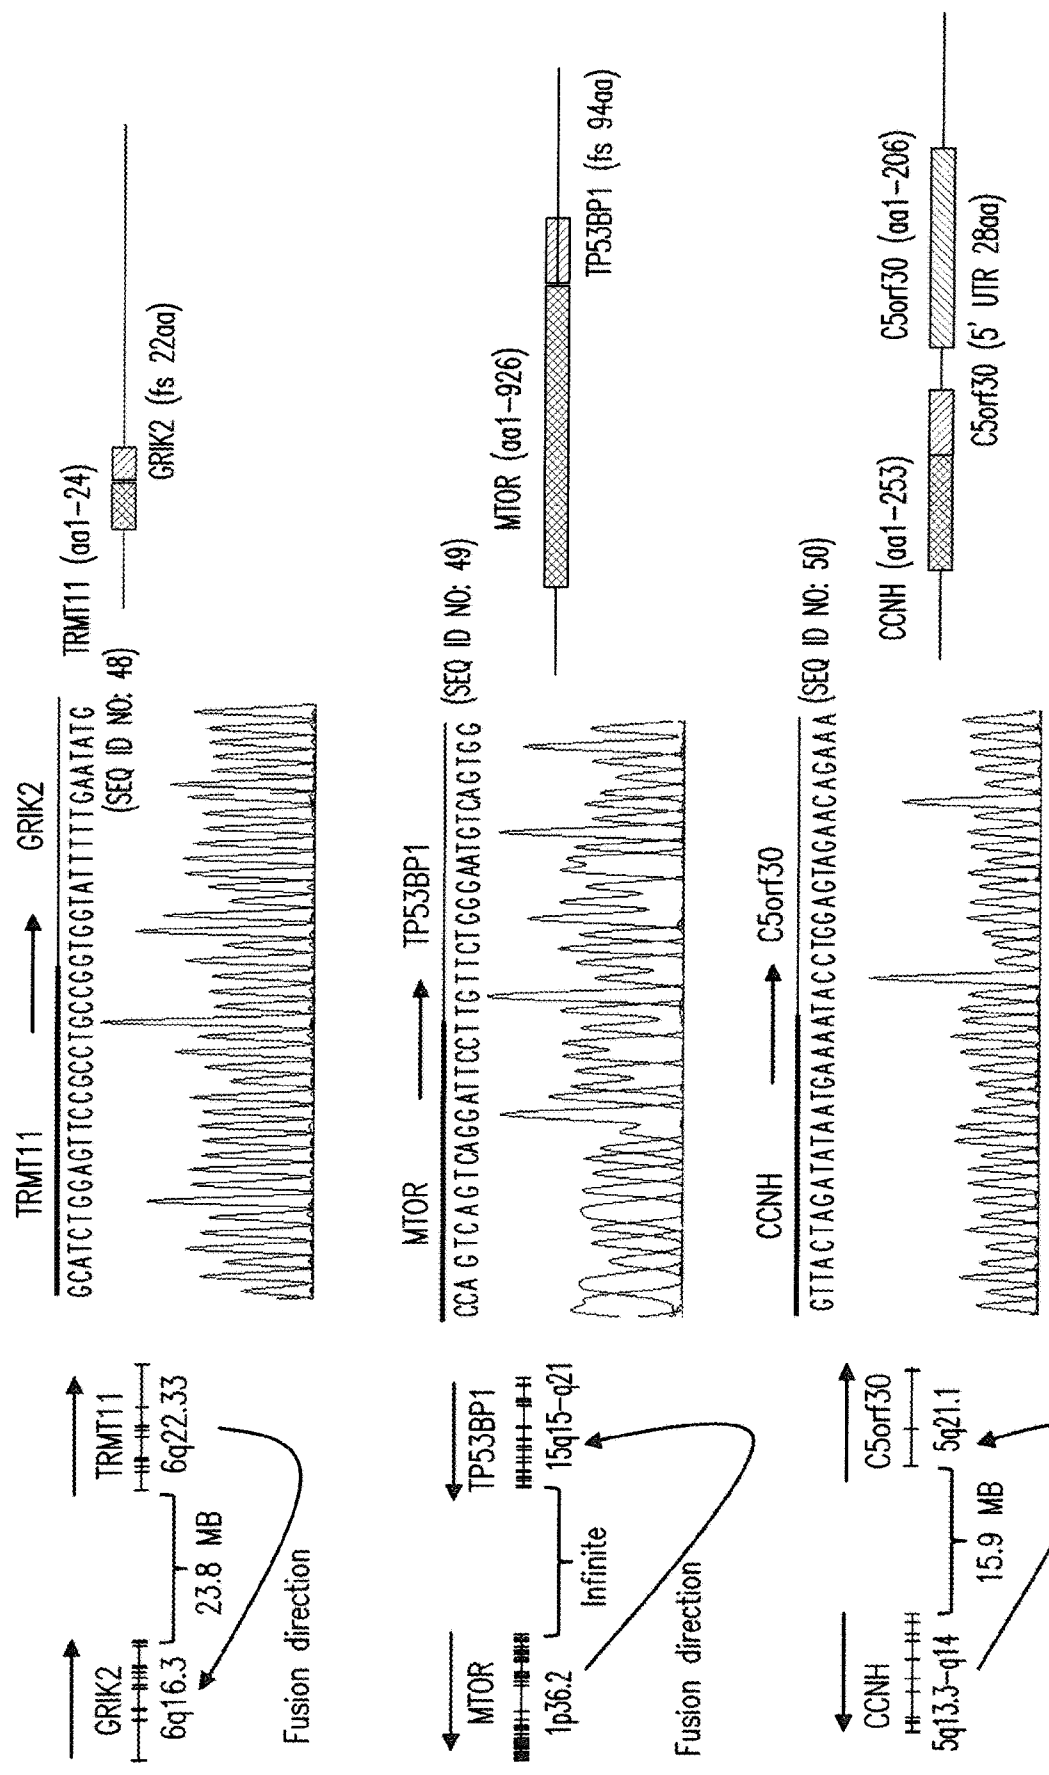 GRIK2
TRMT11
6q16.3
6q22.33
23.8 MB
Fusion direction
TRMT11
GRIK2
GCATCTGGAGTTCCGCCTGCCGGTGGTATTTTTGAATATG
(SEQ ID NO: 48)
TRMT11 (aa1-24)
GRIK2 (fs 22aa)
MTOR
TP53BP1
1p36.2
15q15-q21
Infinite
Fusion direction
MTOR
TP53BP1
CCAGTCAGTCAGGATTCCTTGTTCTGGGAATGTCAGTGG
(SEQ ID NO: 49)
MTOR (aa1-926)
TP53BP1 (fs 94aa)
CCNH
C5orf30
5q13.3-q14
5q21.1
15.9 MB
CCNH
C5orf30
GTTACTAGATATAATGAAAATACCTGGAGTAGAACAGAAA
(SEQ ID NO: 50)
CCNH (aa1-253)
C5orf30 (aa1-206)
C5orf30 (5' UTR 28aa)